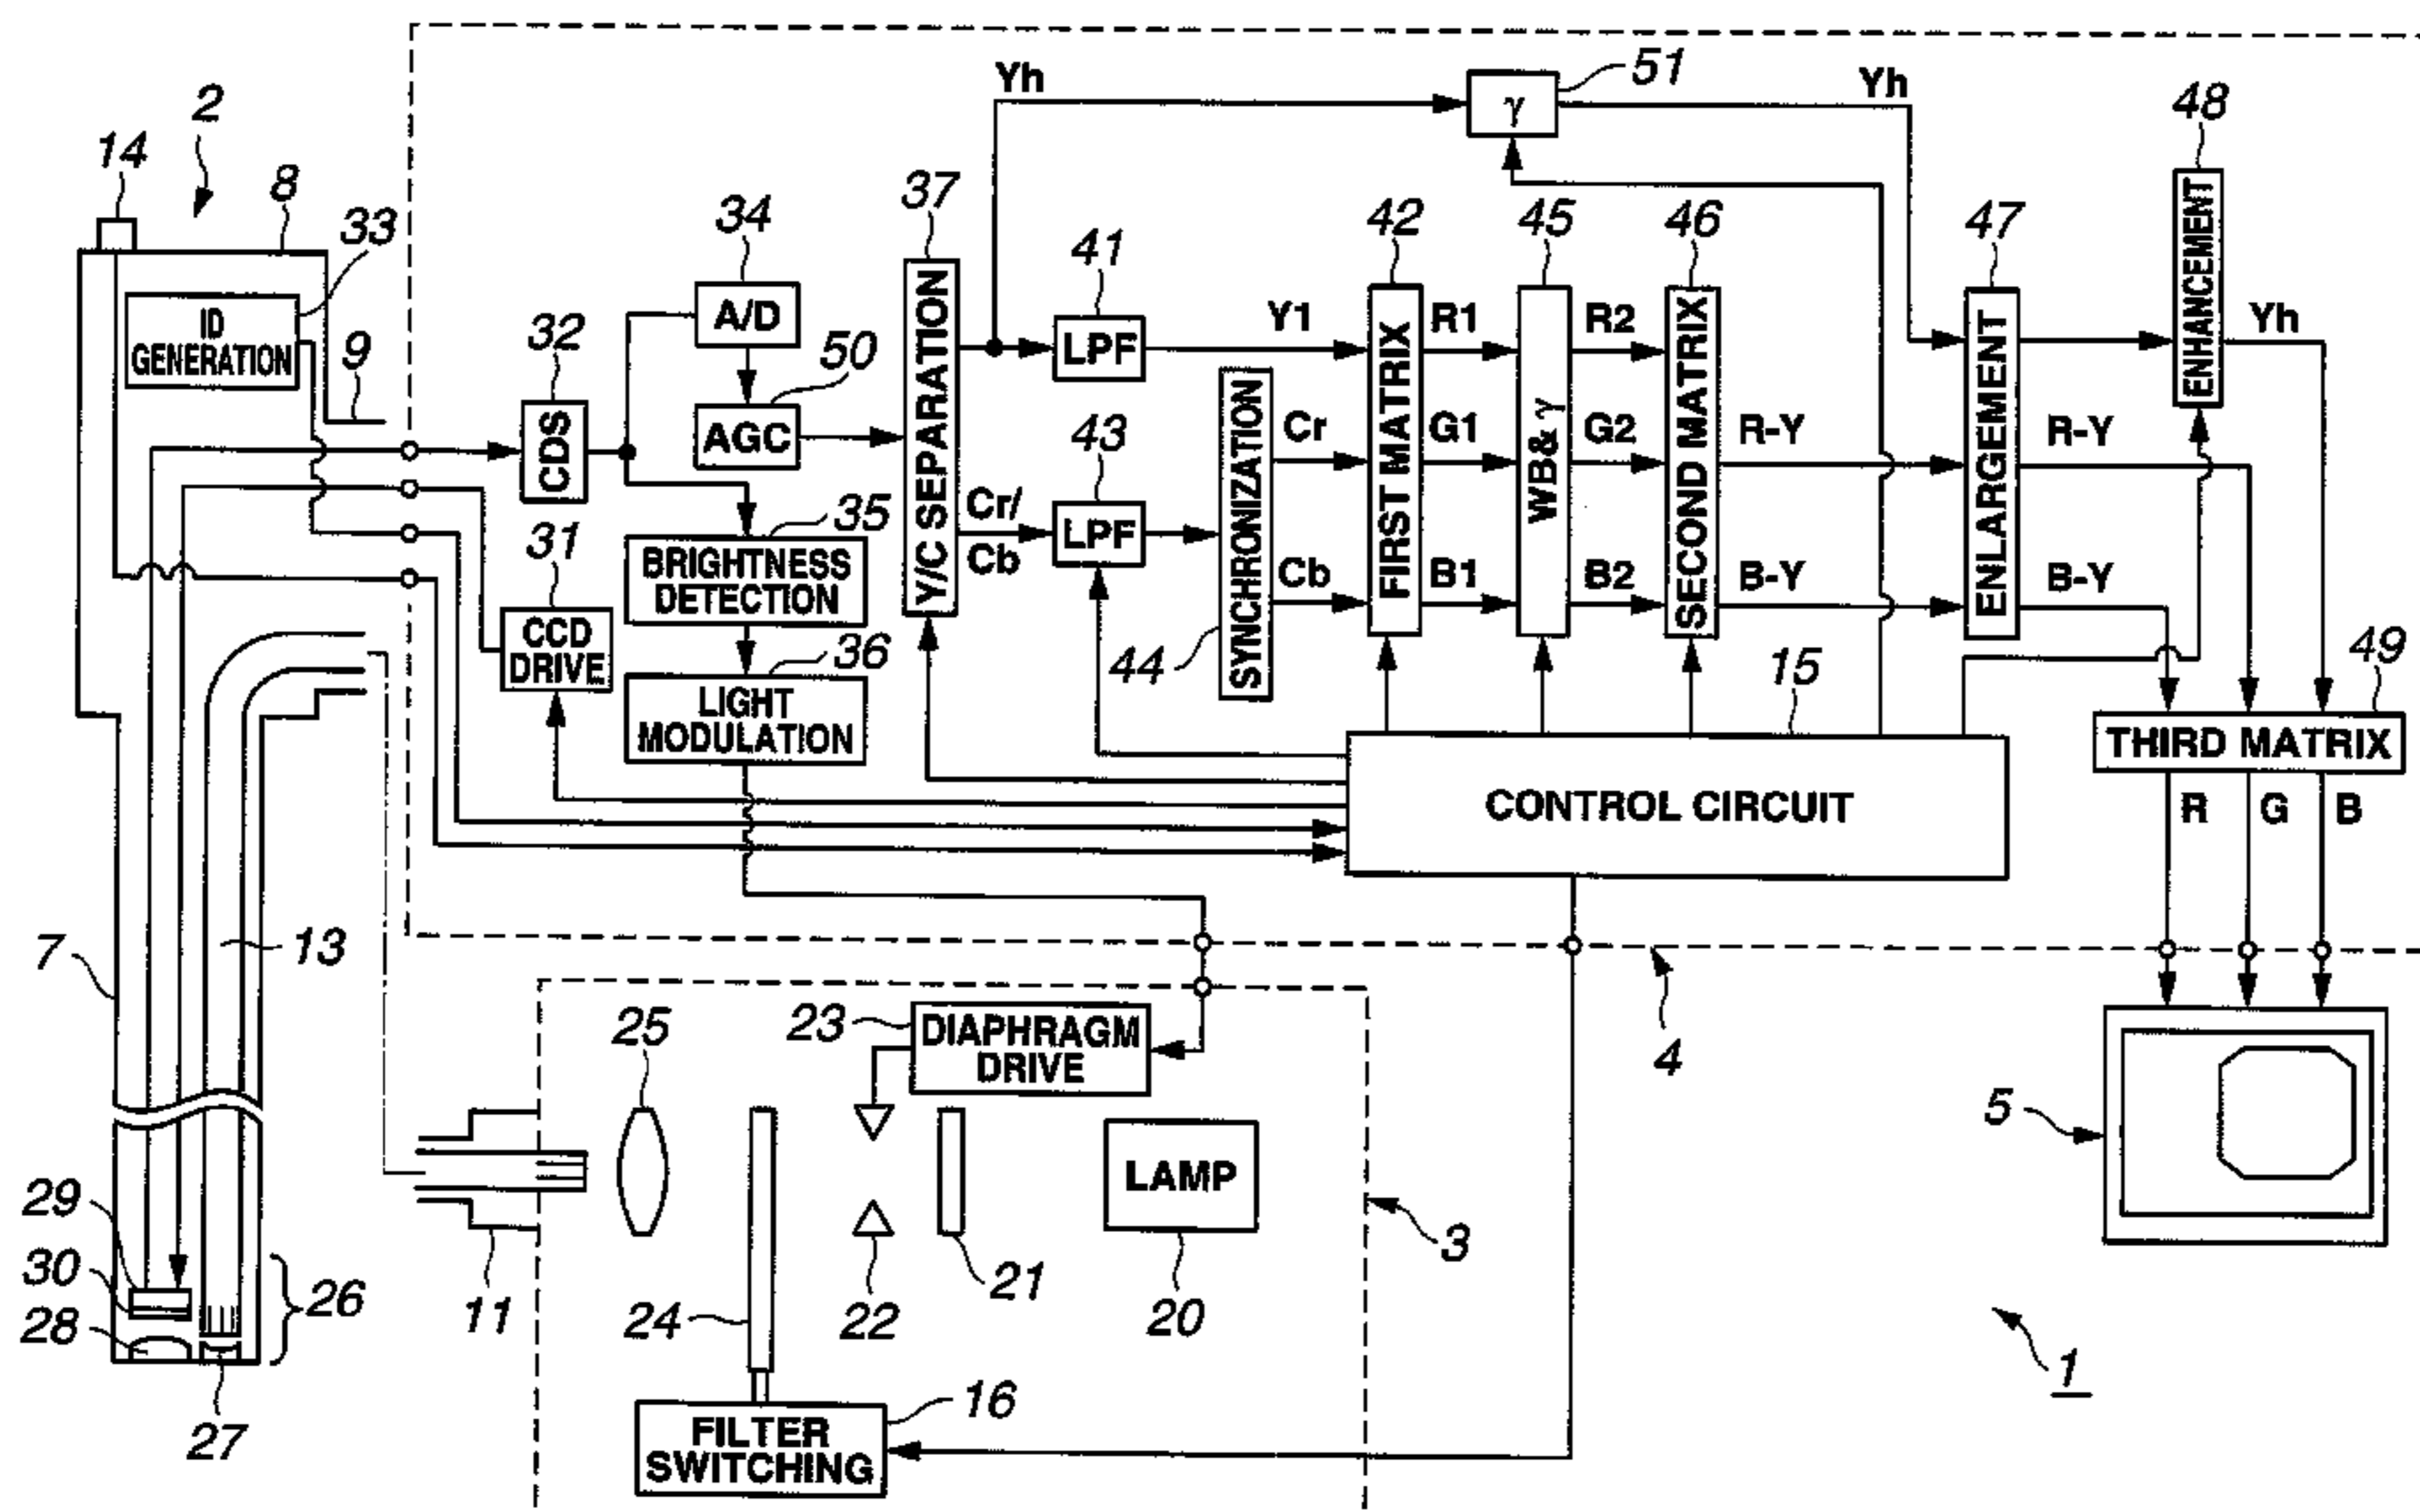 Yh
51
γ
Yh
2
48
14
8
33
34
37
41
42
45
46
47
ENHANCEMENT
ID
GENERATION
9
32
A/D
50
AGC
CDS
Y/C SEPARATION
LPF
Y1
FIRST MATRIX
R1
WB&γ
R2
SECOND MATRIX
ENLARGEMENT
Yh
43
SYNCHRONIZATION
Cr
G1
G2
R-Y
R-Y
35
Cr/
Cb
LPF
31
BRIGHTNESS
DETECTION
Cb
B1
B2
B-Y
B-Y
CCD
DRIVE
36
44
15
49
LIGHT
MODULATION
THIRD MATRIX
CONTROL CIRCUIT
R
G
B
7
13
25
23
DIAPHRAGM
DRIVE
4
5
29
LAMP
3
30
26
11
21
28
24
22
20
1
27
16
FILTER
SWITCHING